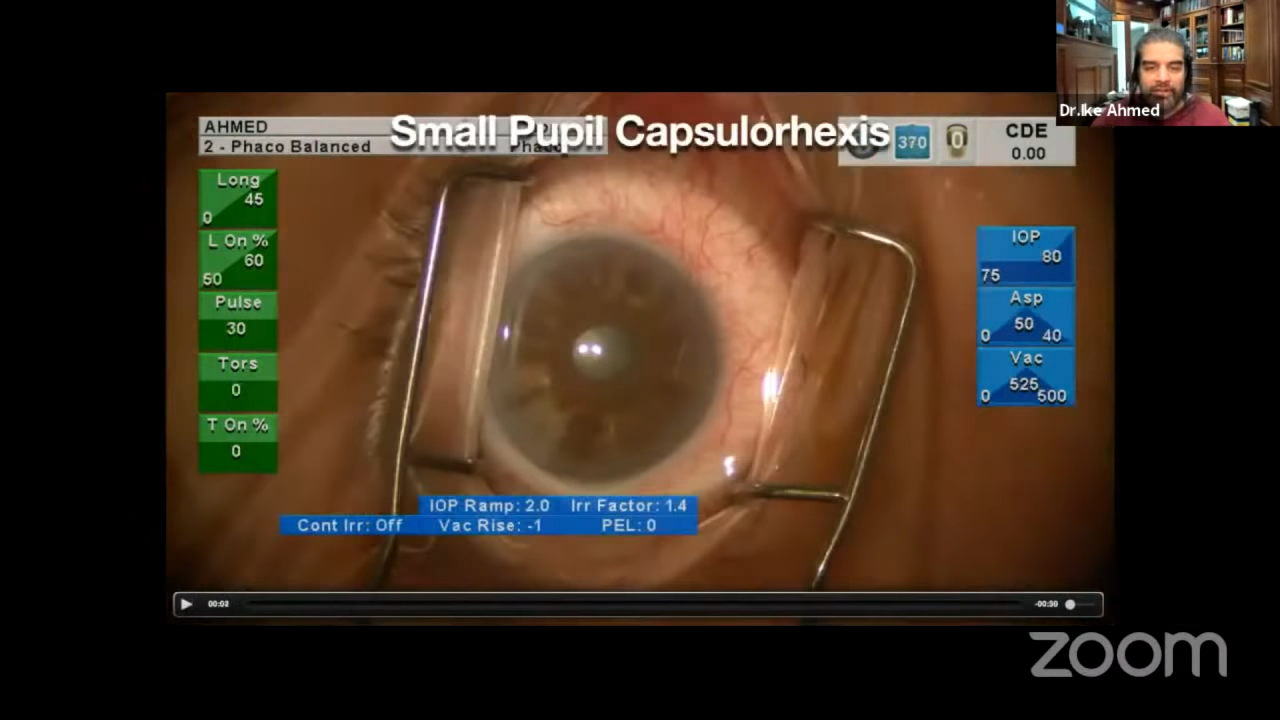 Dr.Ike Ahmed
Small Pupil Capsulorhexis
AHMED
2 - Phaco Balanced
370
0
CDE
0.00
Long
45
0
L On %
60
50
Pulse
30
Tors
0
T On %
0
IOP
80
75
Asp
50
0 40
Vac
525
0 500
IOP Ramp: 2.0 Irr Factor: 1.4
Cont Irr: Off Vac Rise: -1 PEL: 0
00:02
-00:50
zoom